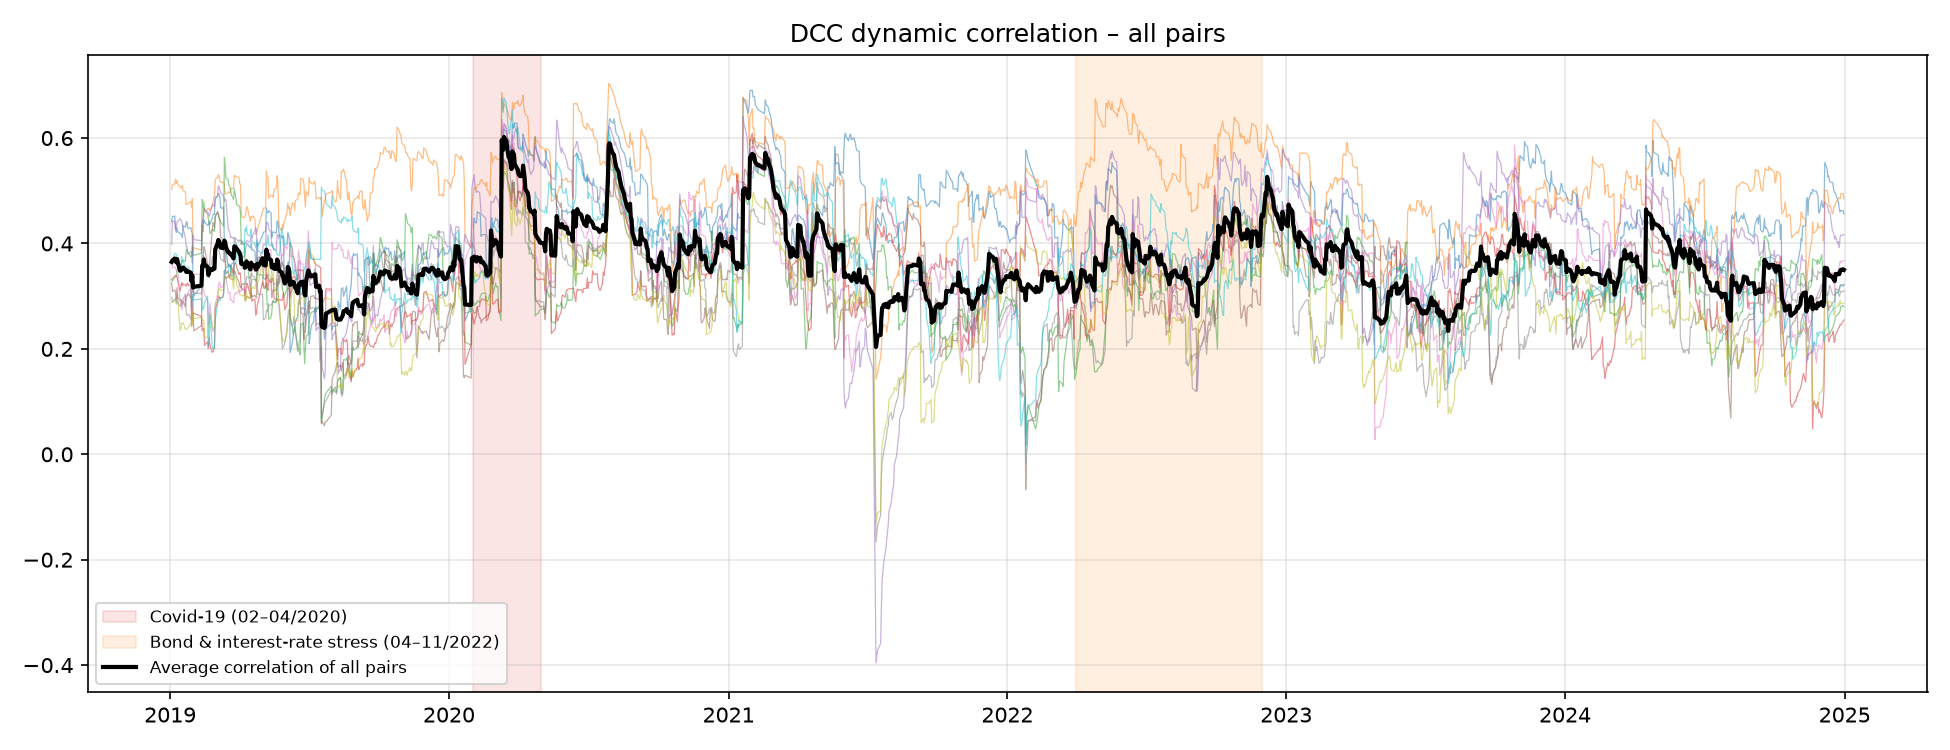 DCC dynamic correlation – all pairs
0.6
0.4
0.2
0.0
−0.2
−0.4
Covid-19 (02–04/2020)
Bond & interest-rate stress (04–11/2022)
Average correlation of all pairs
2019 2020 2021 2022 2023 2024 2025